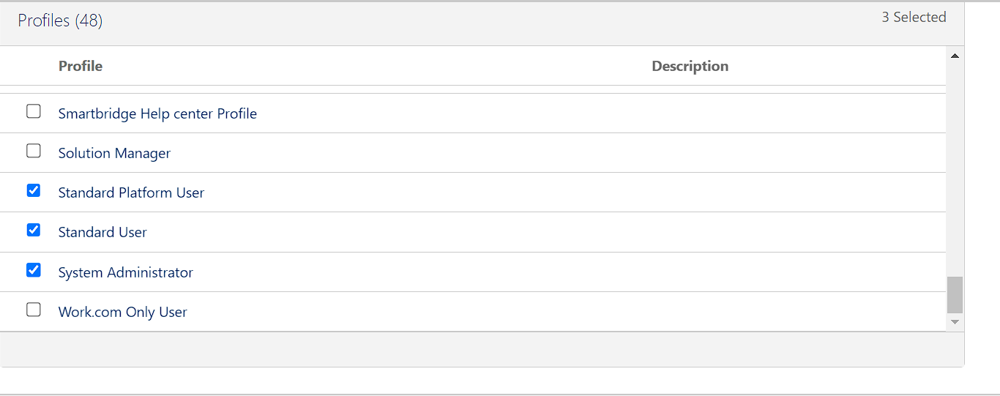 Profiles (48)
3 Selected
Profile
Description
Smartbridge Help center Profile
Solution Manager
Standard Platform User
Standard User
System Administrator
Work.com Only User